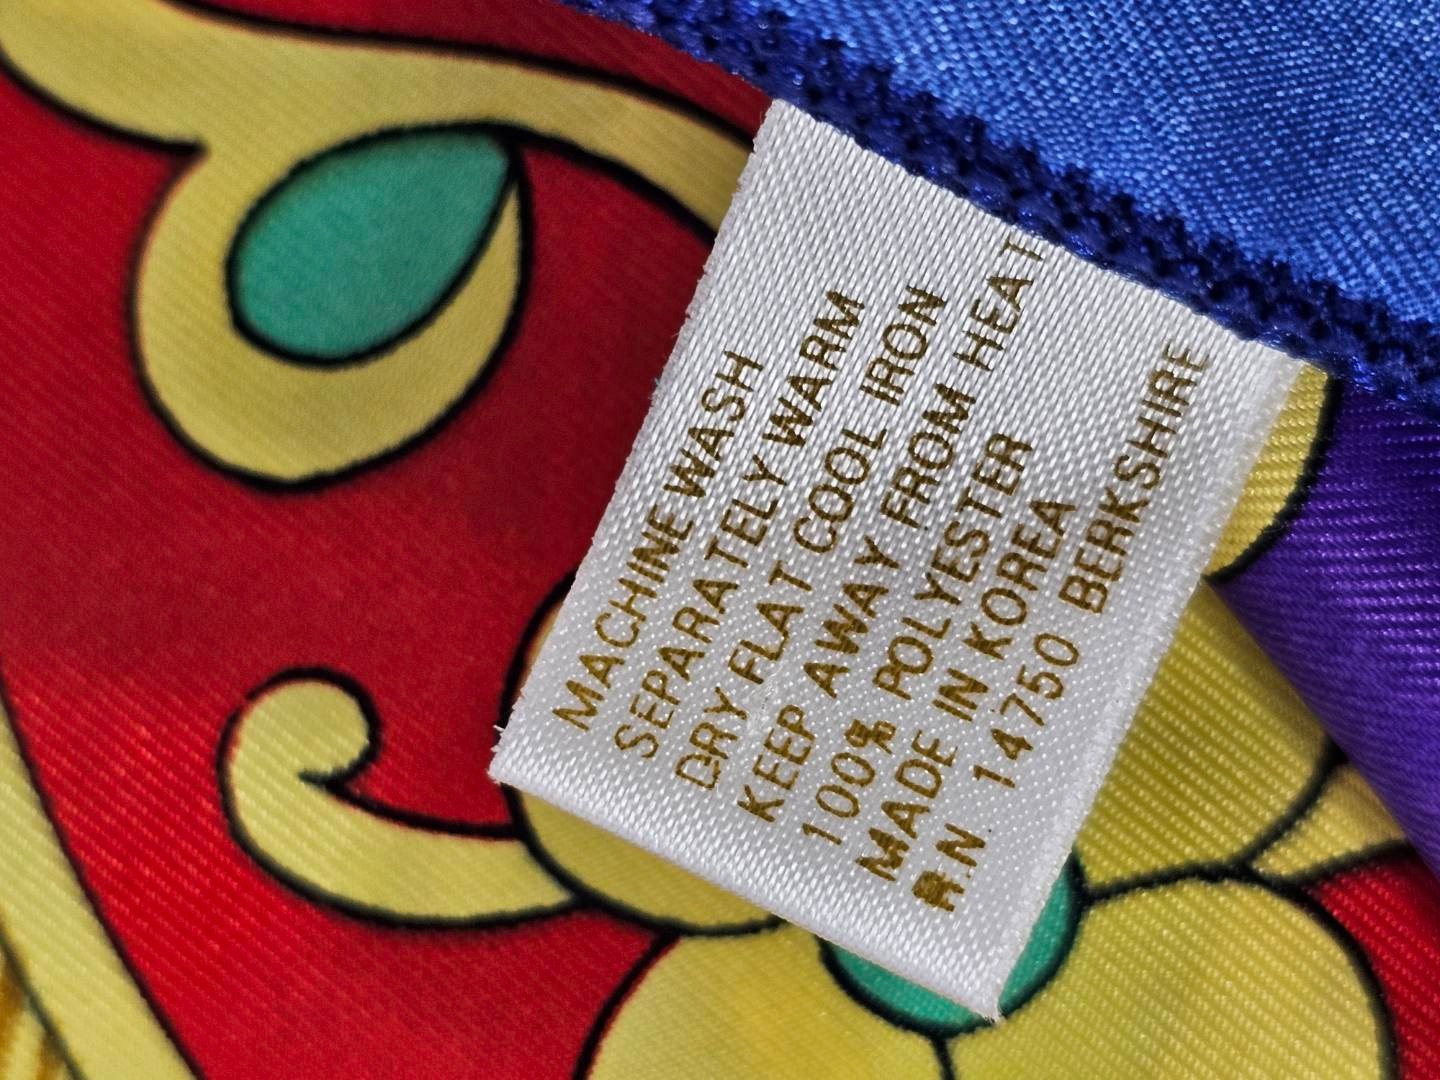 MACHINE WASH
SEPARATELY WARM
DRY FLAT COOL IRON
KEEP AWAY FROM HEAT
100% POLYESTER
MADE IN KOREA
R.N 14750 BERKSHIRE